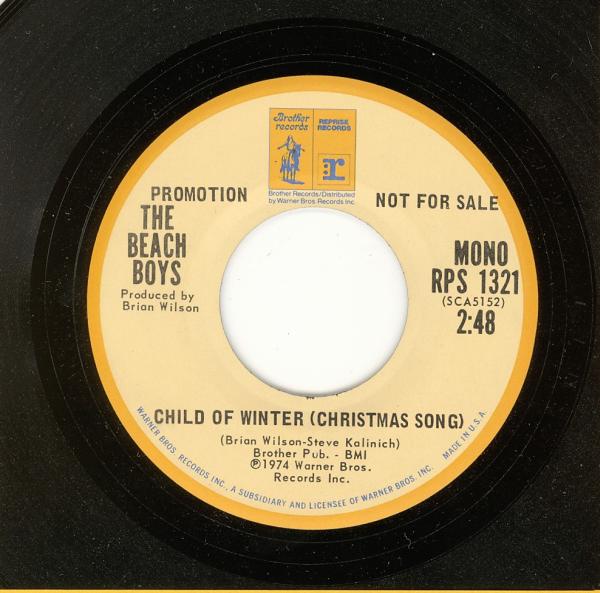 Brother records
REPRISE RECORDS
:r
Brother Records/Distributed
by Warner Bros. Records Inc.
PROMOTION
NOT FOR SALE
THE
BEACH
BOYS
Produced by
Brian Wilson
MONO
RPS 1321
(SCA5152)
2:48
CHILD OF WINTER (CHRISTMAS SONG)
(Brian Wilson-Steve Kalinich)
Brother Pub. - BMI
℗1974 Warner Bros.
Records Inc.
WARNER BROS. RECORDS INC., A SUBSIDIARY AND LICENSEE OF WARNER BROS. INC. MADE IN U.S.A.